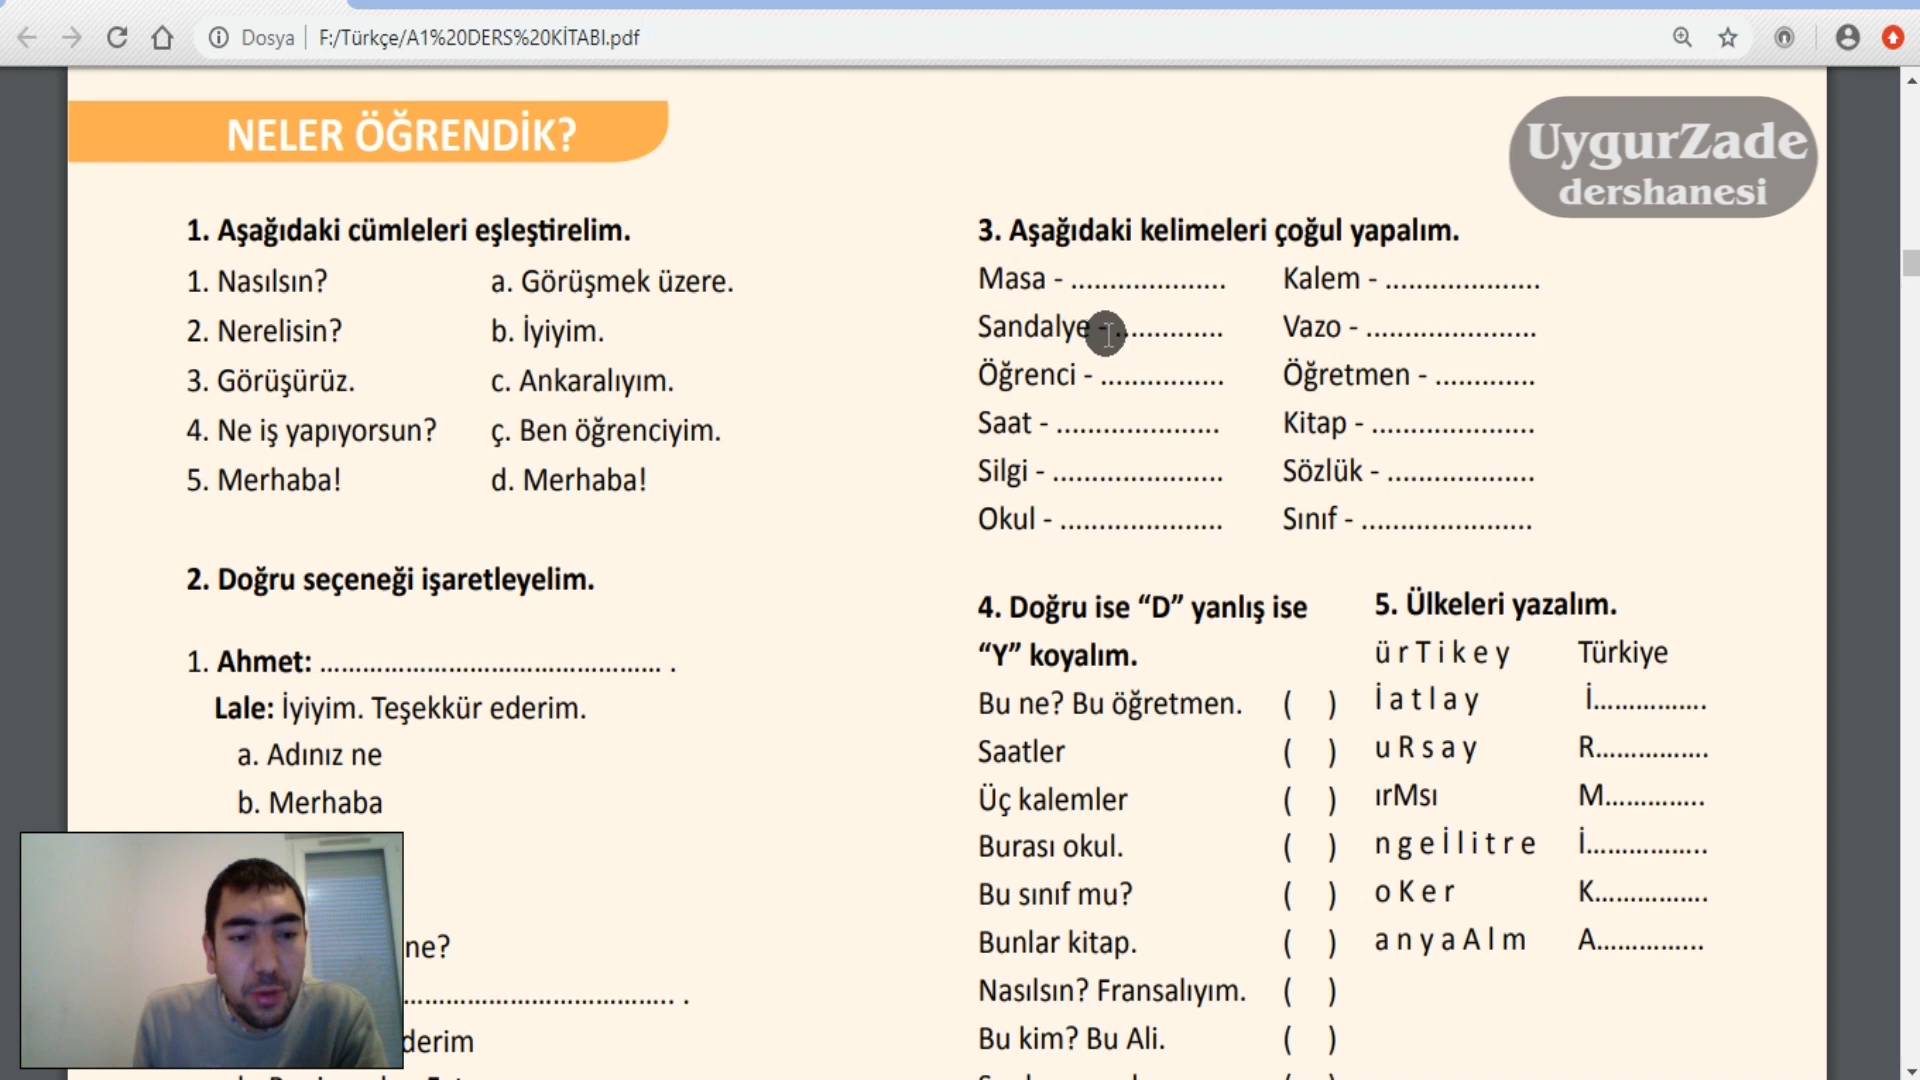 Dosya F:/Türkçe/A1%20DERS%20KİTABI.pdf
NELER ÖĞRENDİK?
UygurZade
dershanesi
1. Aşağıdaki cümleleri eşleştirelim.
1. Nasılsın? a. Görüşmek üzere.
2. Nerelisin? b. İyiyim.
3. Görüşürüz. c. Ankaralıyım.
4. Ne iş yapıyorsun? ç. Ben öğrenciyim.
5. Merhaba! d. Merhaba!
2. Doğru seçeneği işaretleyelim.
1. Ahmet: ................................................ .
Lale: İyiyim. Teşekkür ederim.
a. Adınız ne
b. Merhaba
ne?
........................................ .
derim
3. Aşağıdaki kelimeleri çoğul yapalım.
Masa - .................... Kalem - ....................
Sandalye - .............. Vazo - ......................
Öğrenci - ................ Öğretmen - .............
Saat - ..................... Kitap - .....................
Silgi - ...................... Sözlük - ...................
Okul - ..................... Sınıf - ......................
4. Doğru ise “D” yanlış ise
“Y” koyalım.
Bu ne? Bu öğretmen. ( )
Saatler ( )
Üç kalemler ( )
Burası okul. ( )
Bu sınıf mu? ( )
Bunlar kitap. ( )
Nasılsın? Fransalıyım. ( )
Bu kim? Bu Ali. ( )
5. Ülkeleri yazalım.
ü r T i k e y Türkiye
İ a t l a y İ................
u R s a y R................
ırMsı M..............
n g e İ l i t r e İ.................
o K e r K................
a n y a A l m A...............